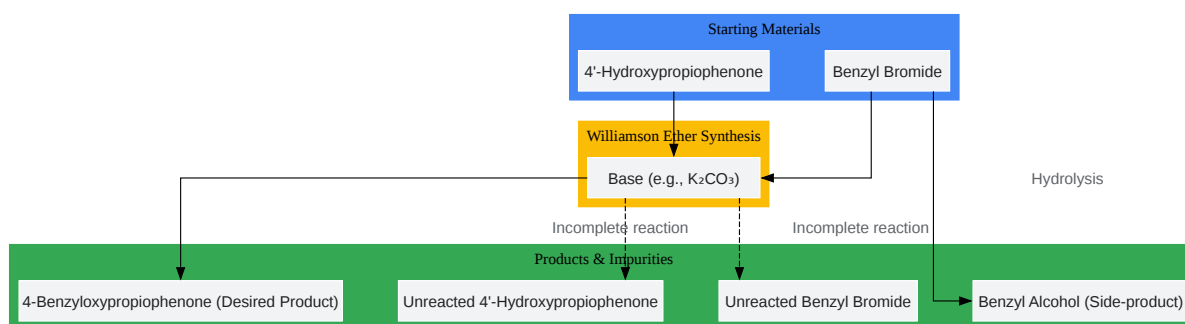 Starting Materials
4'-Hydroxypropiophenone
Benzyl Bromide
Williamson Ether Synthesis
Base (e.g., K₂CO₃)
Hydrolysis
Incomplete reaction
Incomplete reaction
Products & Impurities
4-Benzyloxypropiophenone (Desired Product)
Unreacted 4'-Hydroxypropiophenone
Unreacted Benzyl Bromide
Benzyl Alcohol (Side-product)